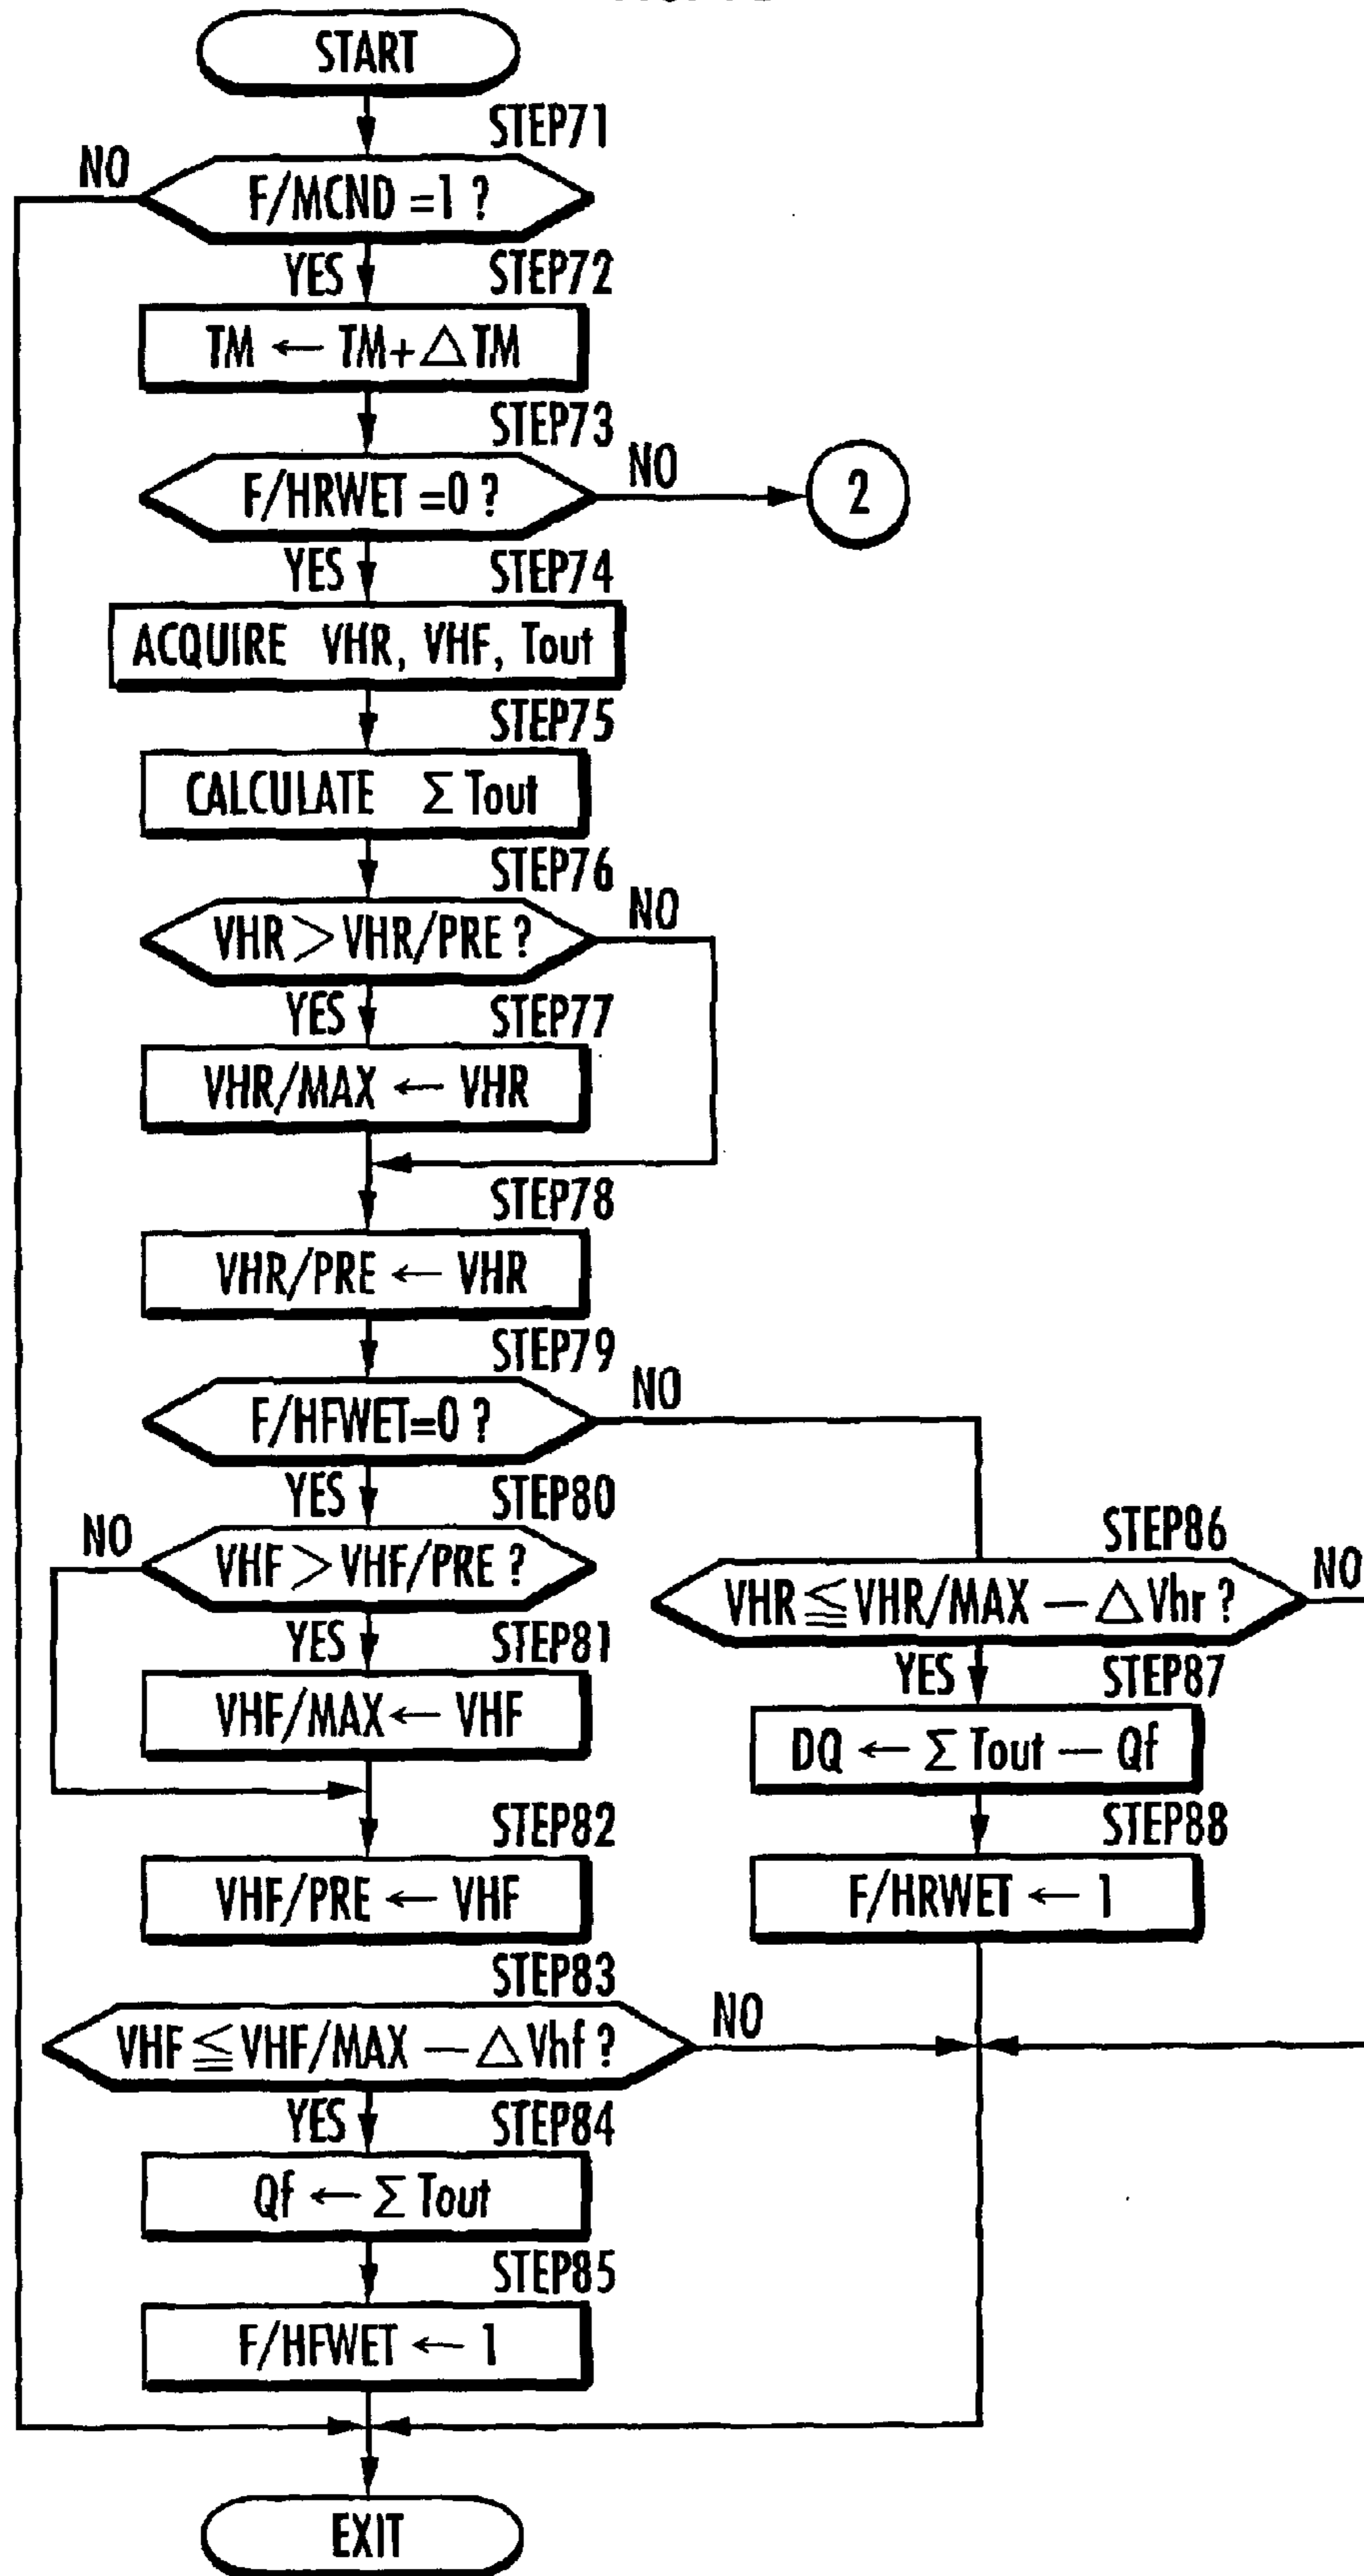 START
STEP71
NO
F/MCND =1 ?
YES
STEP72
TM ← TM+△TM
STEP73
F/HRWET =0 ?
NO
2
YES
STEP74
ACQUIRE VHR, VHF, Tout
STEP75
CALCULATE Σ Tout
STEP76
VHR > VHR/PRE ?
NO
YES
STEP77
VHR/MAX ← VHR
STEP78
VHR/PRE ← VHR
STEP79
F/HFWET=0 ?
NO
YES
STEP80
NO
VHF > VHF/PRE ?
YES
STEP81
VHF/MAX ← VHF
STEP82
VHF/PRE ← VHF
STEP83
VHF ≦ VHF/MAX — △Vhf ?
NO
YES
STEP84
Qf ← Σ Tout
STEP85
F/HFWET ← 1
STEP86
VHR ≦ VHR/MAX — △Vhr ?
NO
YES
STEP87
DQ ← Σ Tout — Qf
STEP88
F/HRWET ← 1
EXIT